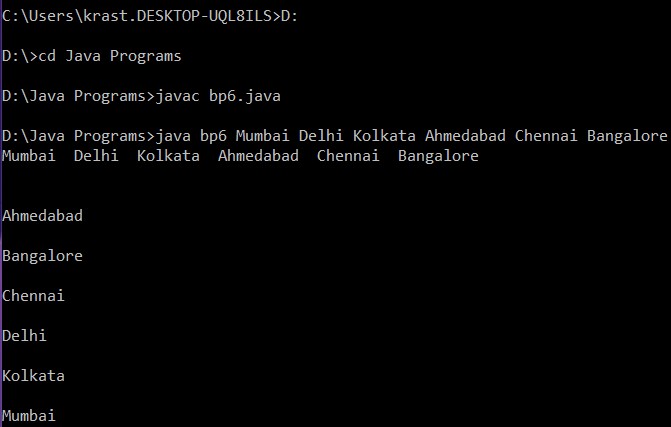 C:\Users\krast.DESKTOP-UQL8ILS>D:
D:\>cd Java Programs
D:\Java Programs>javac bp6.java
D:\Java Programs>java bp6 Mumbai Delhi Kolkata Ahmedabad Chennai Bangalore
Mumbai  Delhi  Kolkata  Ahmedabad  Chennai  Bangalore
Ahmedabad
Bangalore
Chennai
Delhi
Kolkata
Mumbai